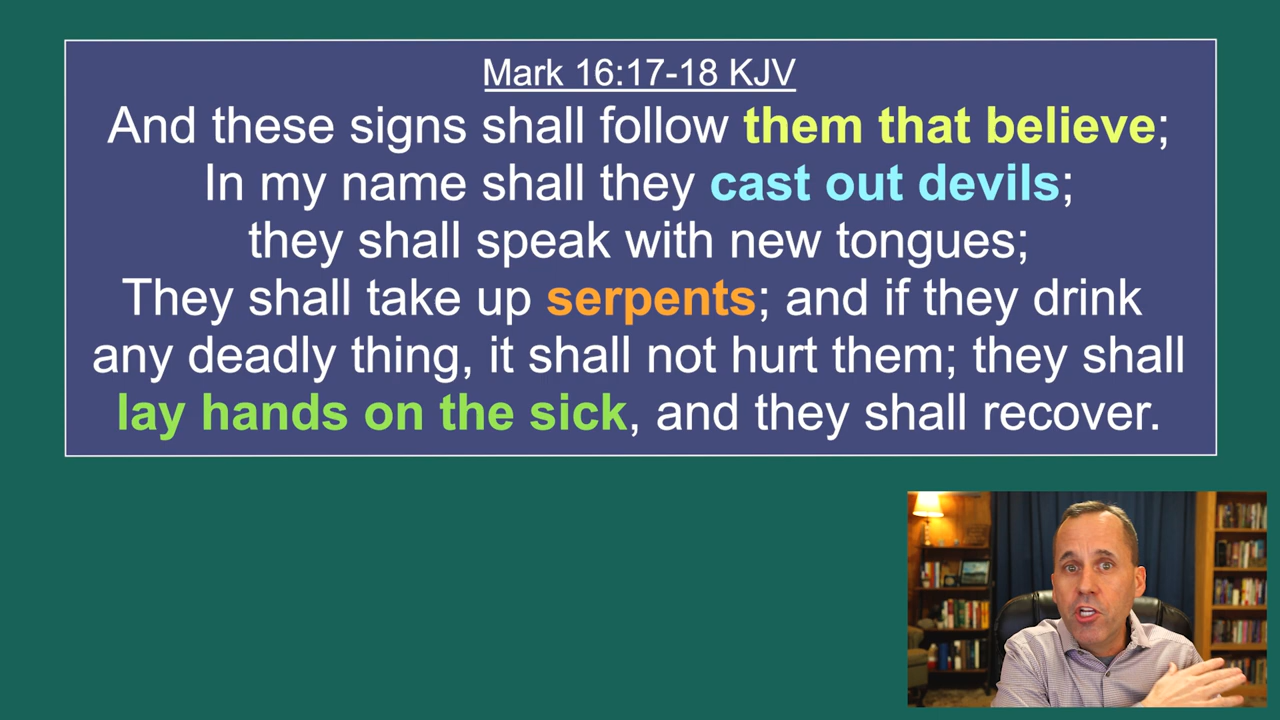 Mark 16:17-18 KJV
And these signs shall follow them that believe;
In my name shall they cast out devils;
they shall speak with new tongues;
They shall take up serpents; and if they drink
any deadly thing, it shall not hurt them; they shall
lay hands on the sick, and they shall recover.